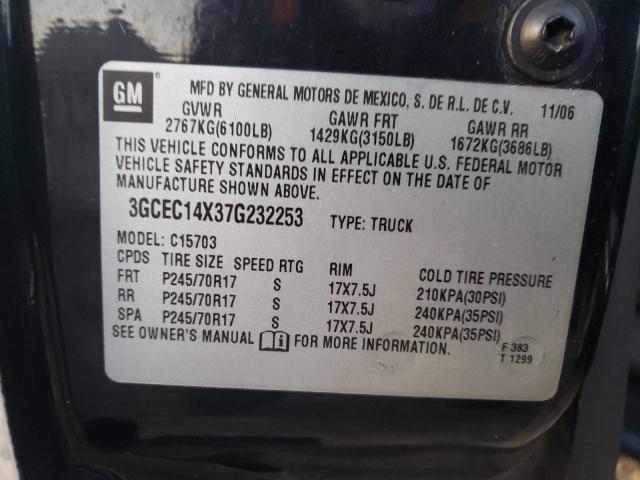 GM
MFD BY GENERAL MOTORS DE MEXICO, S. DE R.L. DE C.V. 11/06
GVWR GAWR FRT GAWR RR
2767KG(6100LB) 1429KG(3150LB) 1672KG(3686LB)
THIS VEHICLE CONFORMS TO ALL APPLICABLE U.S. FEDERAL MOTOR
VEHICLE SAFETY STANDARDS IN EFFECT ON THE DATE OF
MANUFACTURE SHOWN ABOVE.
3GCEC14X37G232253 TYPE: TRUCK
MODEL: C15703
CPDS TIRE SIZE SPEED RTG RIM COLD TIRE PRESSURE
FRT P245/70R17 S 17X7.5J 210KPA(30PSI)
RR P245/70R17 S 17X7.5J 240KPA(35PSI)
SPA P245/70R17 S 17X7.5J 240KPA(35PSI)
SEE OWNER'S MANUAL FOR MORE INFORMATION.
F 383
T 1299